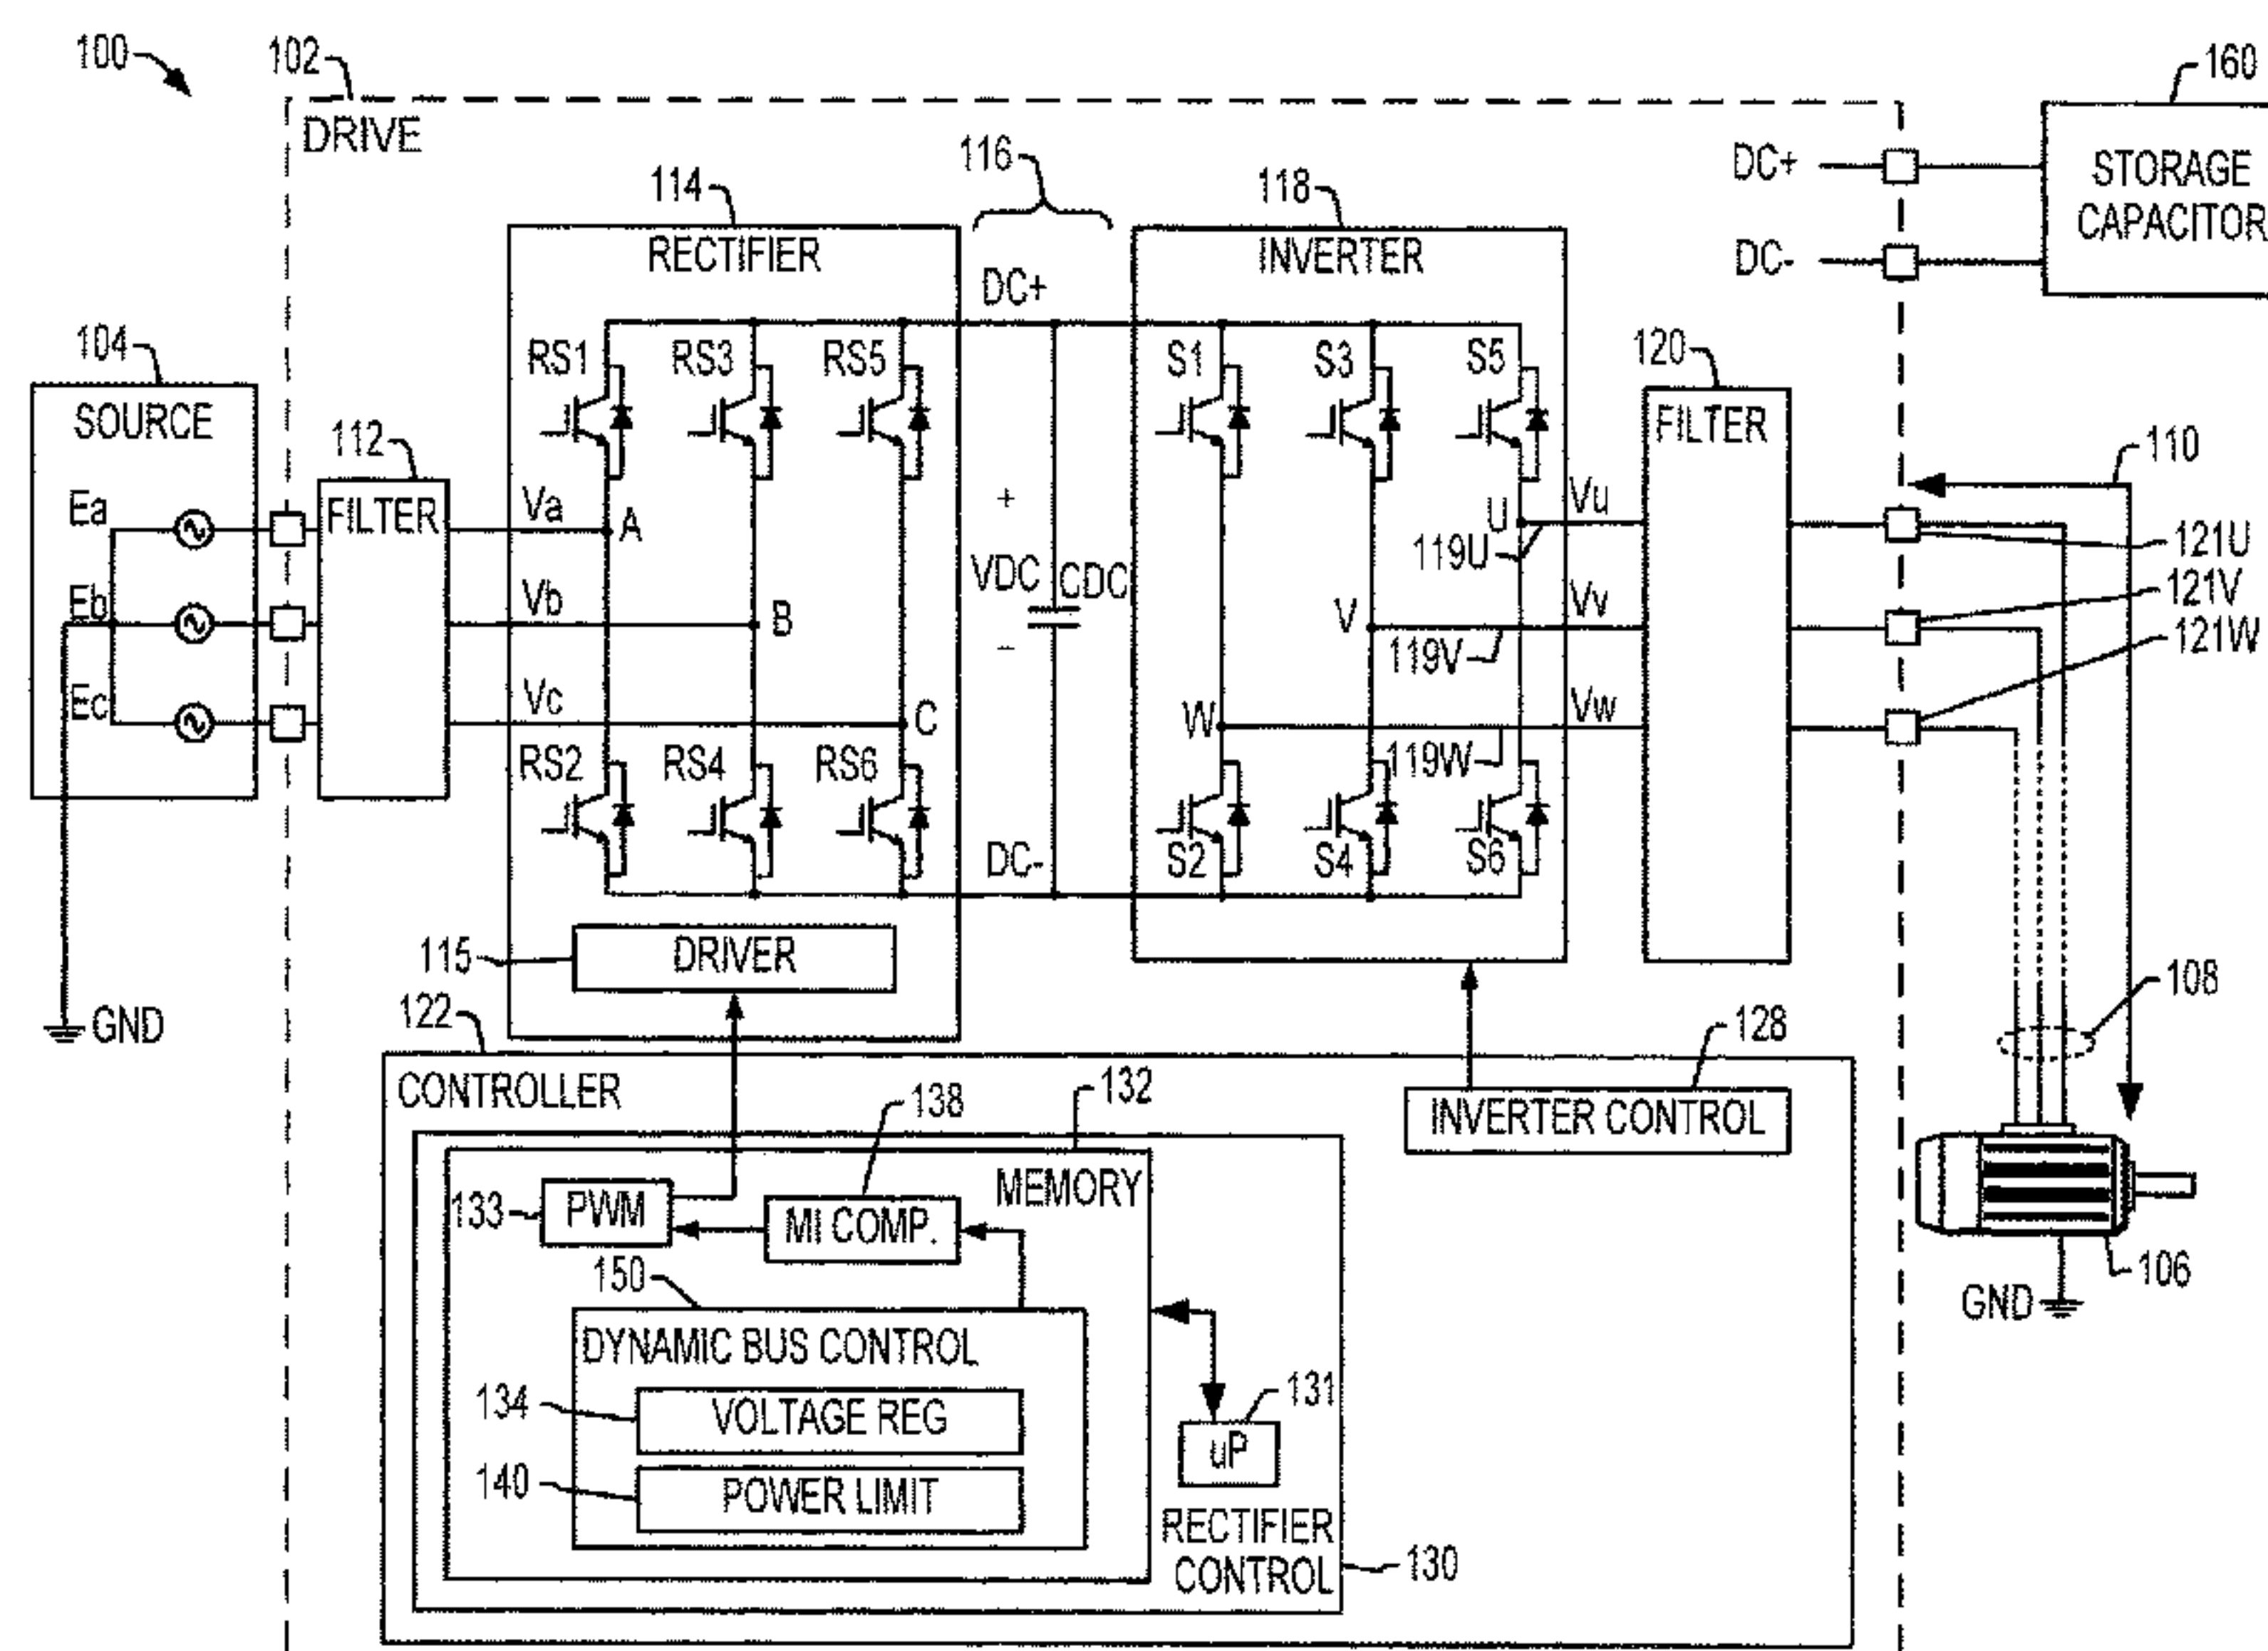 100
102
160
DRIVE
116
DC+
STORAGE
CAPACITOR
114
118
RECTIFIER
INVERTER
DC-
DC+
104
RS1
RS3
RS5
S1
S3
S5
120
SOURCE
FILTER
112
110
Ea
FILTER
Va
A
+
U
Vu
119U
121U
VDC
CDC
Eb
Vb
B
V
Vv
121V
−
119V
121W
Ec
Vc
C
W
Vw
119W
RS2
RS4
RS6
DC-
S2
S4
S6
115
DRIVER
108
122
GND
128
CONTROLLER
132
138
INVERTER CONTROL
MEMORY
133
PWM
MI COMP.
150
106
GND
DYNAMIC BUS CONTROL
134
VOLTAGE REG
131
uP
140
POWER LIMIT
RECTIFIER
CONTROL
130